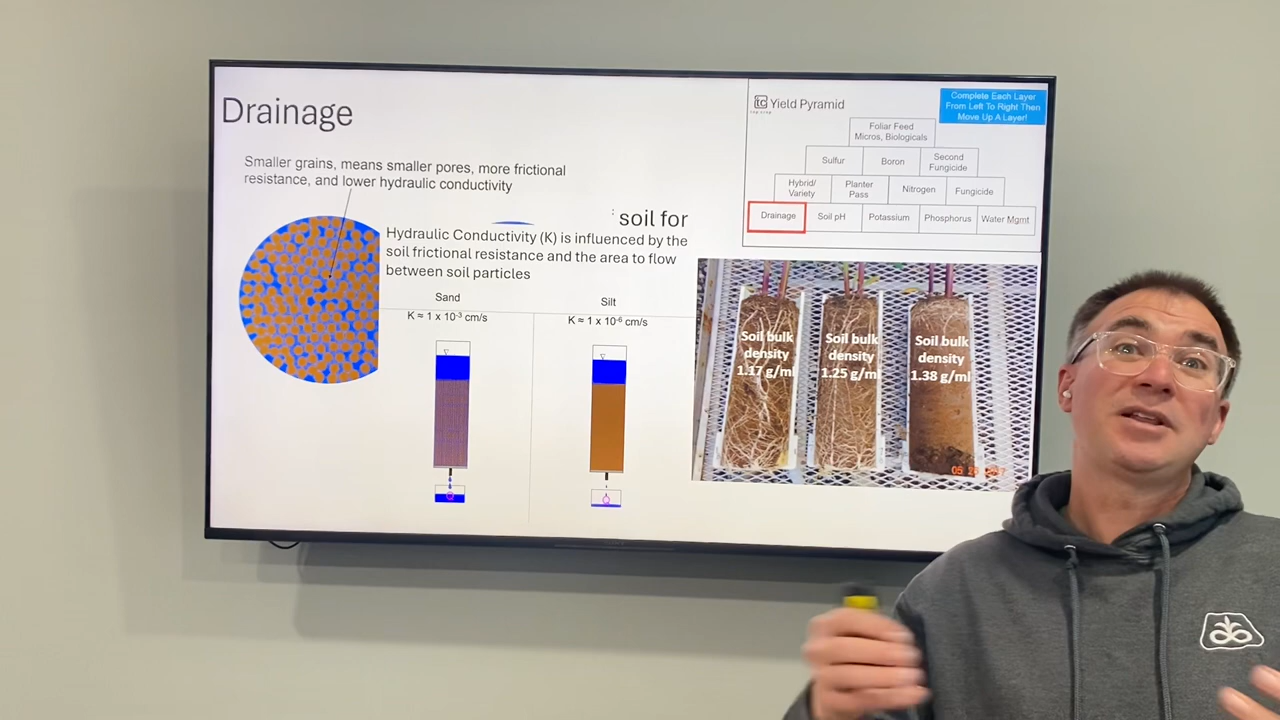 Drainage
Smaller grains, means smaller pores, more frictional
resistance, and lower hydraulic conductivity
soil for
Hydraulic Conductivity (K) is influenced by the
soil frictional resistance and the area to flow
between soil particles
Sand
K ≈ 1 x 10⁻³ cm/s
Silt
K ≈ 1 x 10⁻⁶ cm/s
Q
Q
Yield Pyramid
Complete Each Layer
From Left To Right Then
Move Up A Layer!
Foliar Feed
Micros, Biologicals
Sulfur
Boron
Second
Fungicide
Hybrid/
Variety
Planter
Pass
Nitrogen
Fungicide
Drainage
Soil pH
Potassium
Phosphorus
Water Mgmt
Soil bulk
density
1.17 g/ml
Soil bulk
density
1.25 g/ml
Soil bulk
density
1.38 g/ml